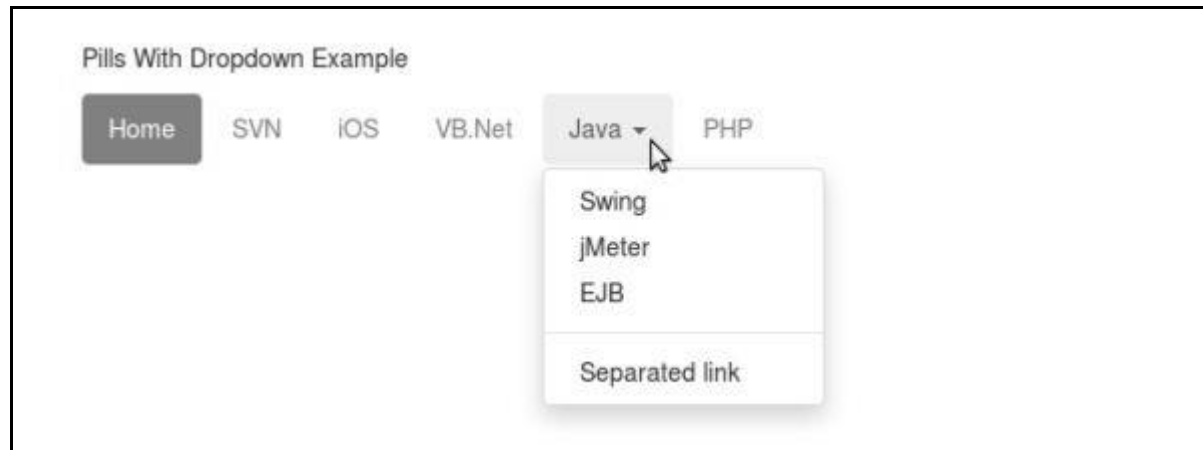 Pills With Dropdown Example
Home SVN iOS VB.Net Java PHP
Swing
jMeter
EJB
Separated link